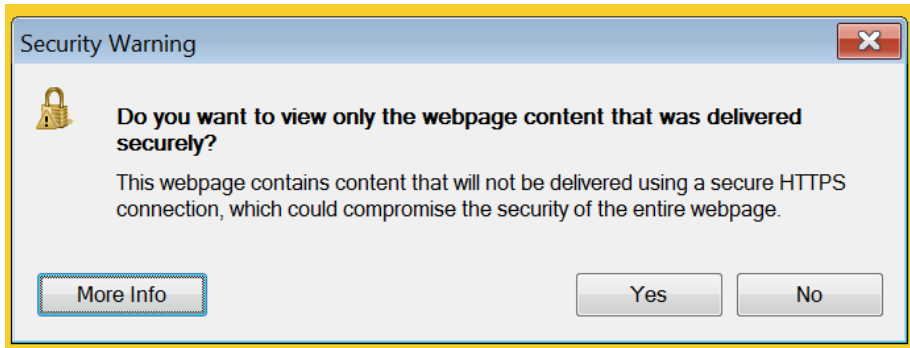 Security Warning
Do you want to view only the webpage content that was delivered
securely?
This webpage contains content that will not be delivered using a secure HTTPS
connection, which could compromise the security of the entire webpage.
More Info
Yes
No